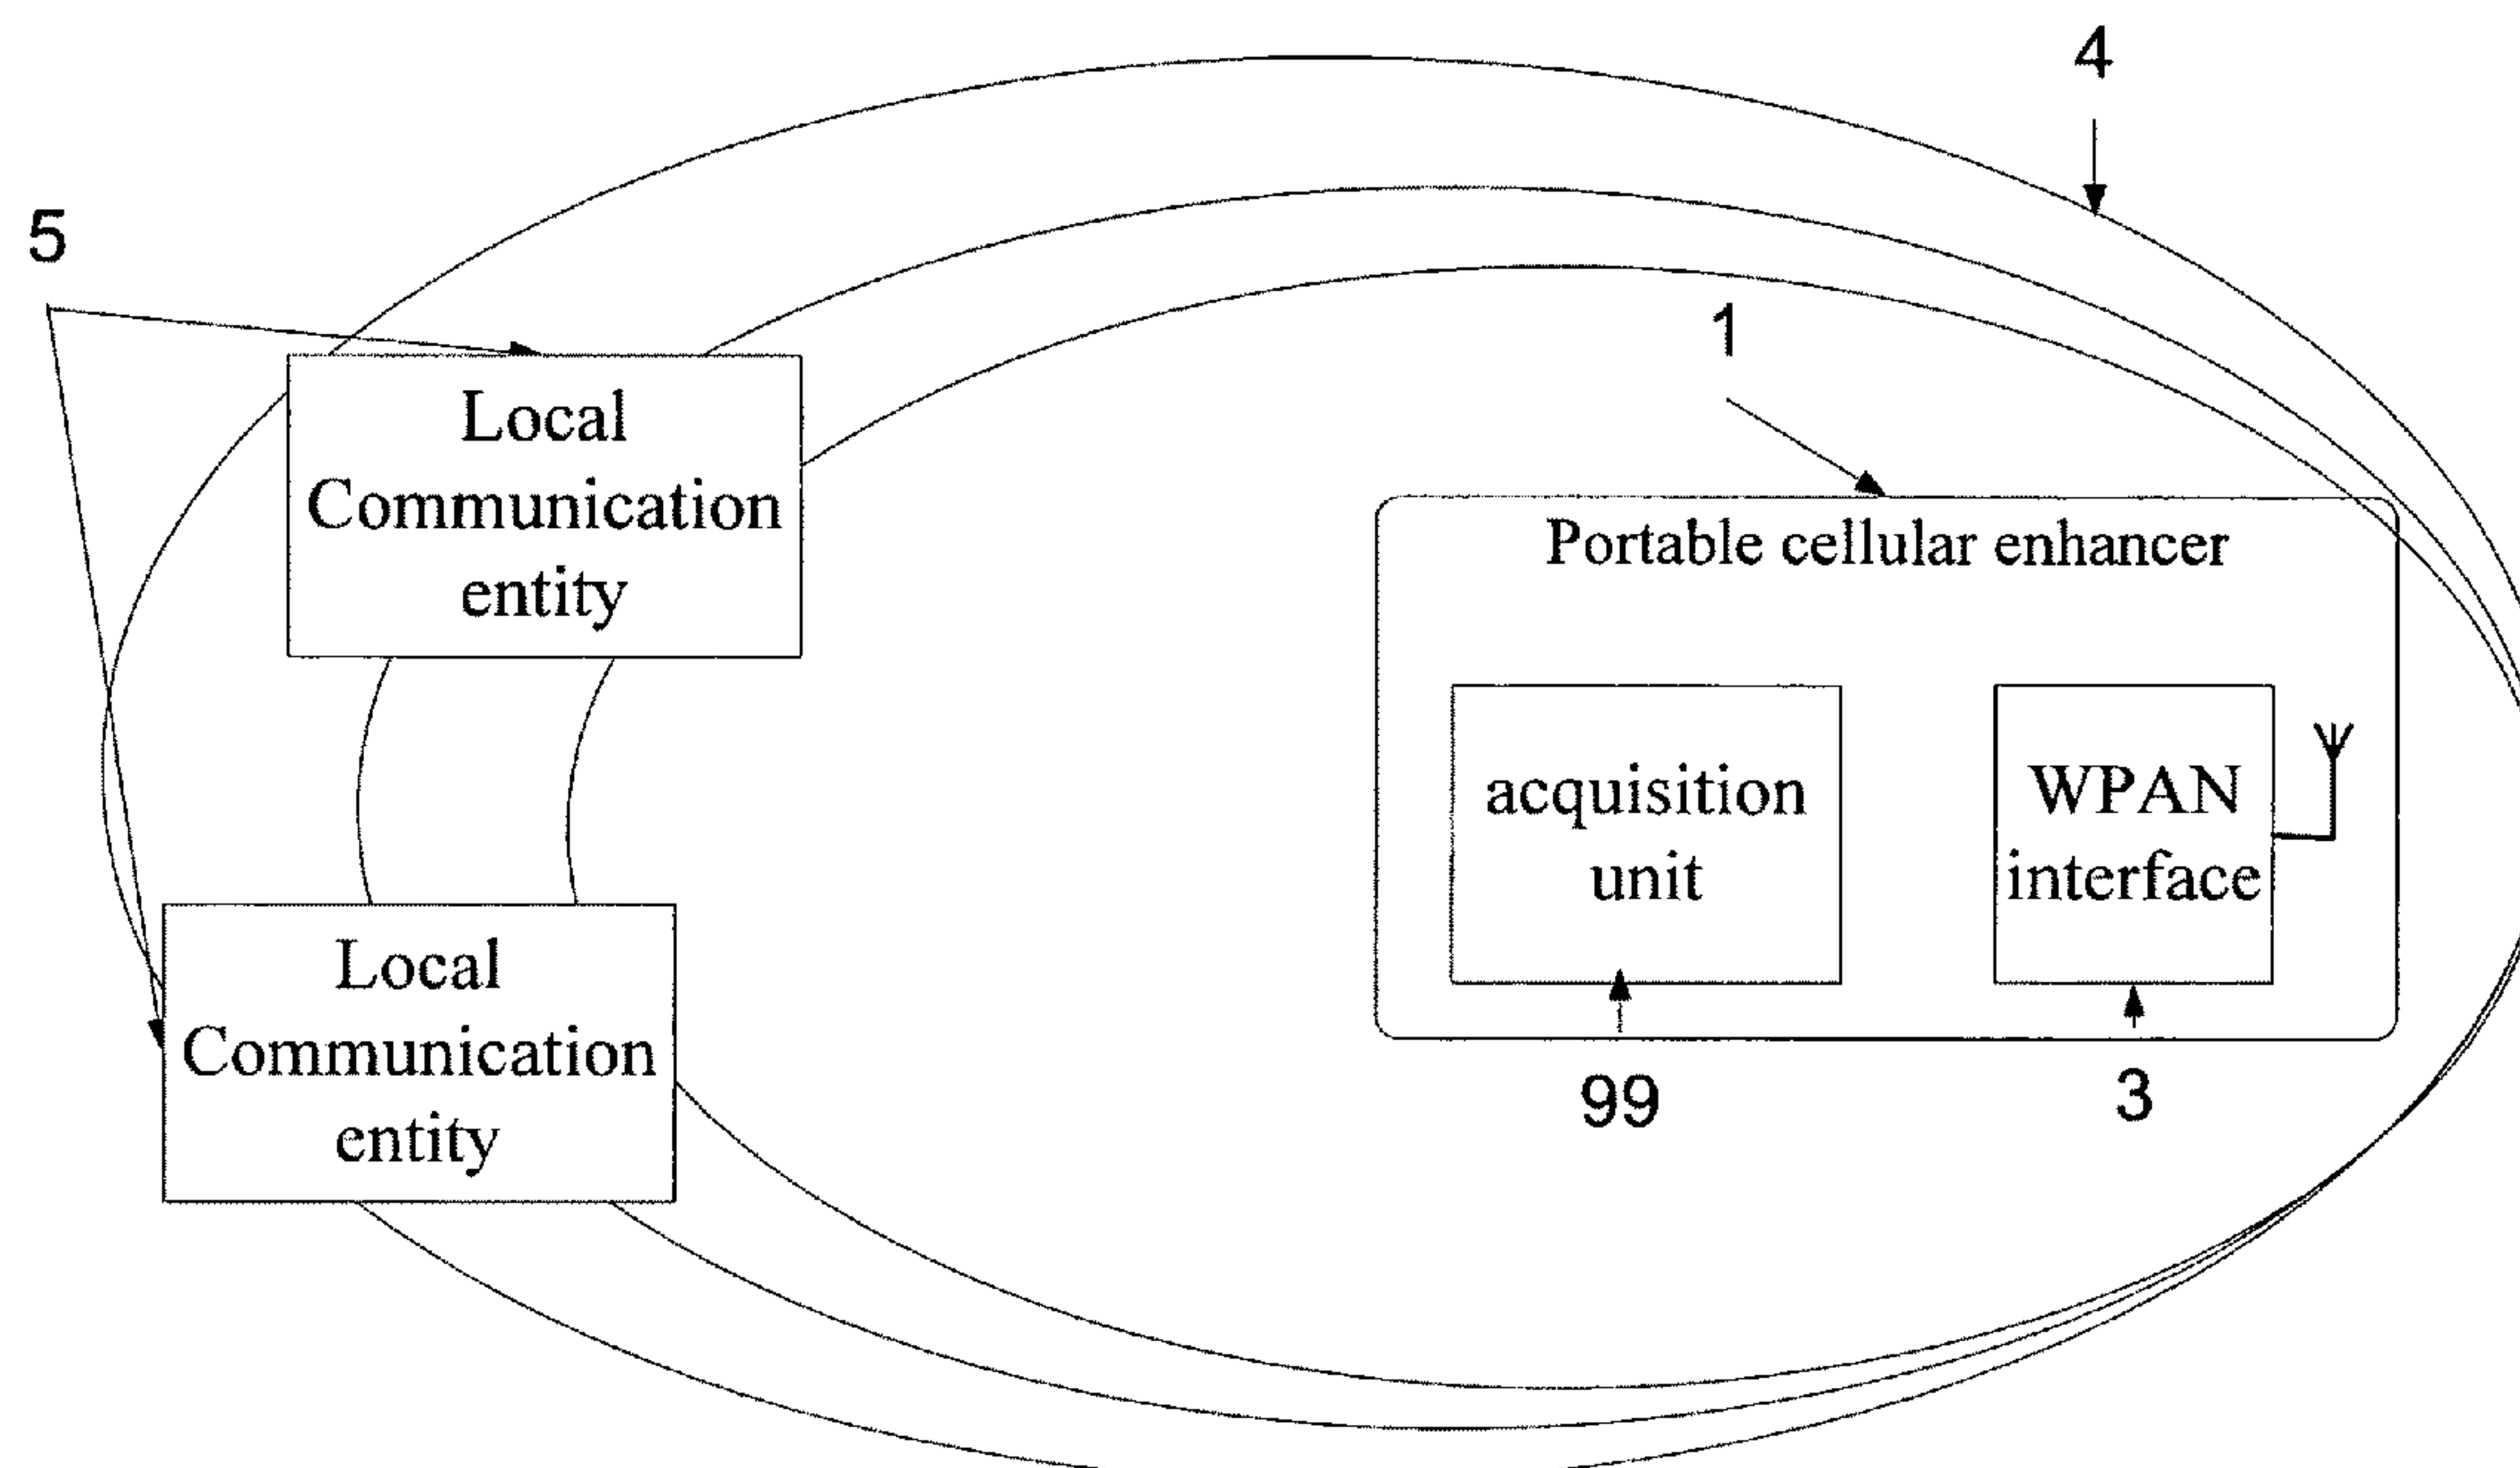 4
5
1
Local
Communication
entity
Portable cellular enhancer
acquisition
unit
WPAN
interface
Local
Communication
entity
99
3